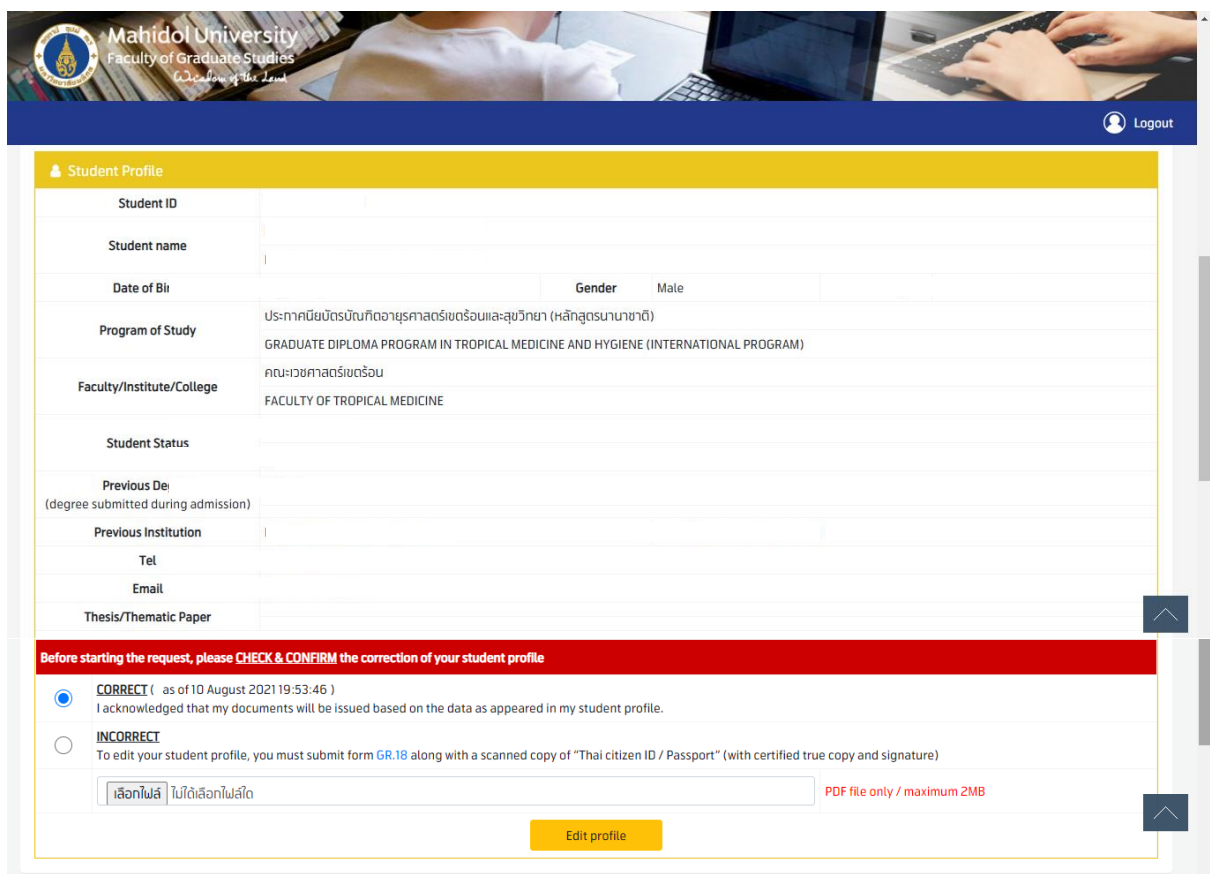 Mahidol University
Faculty of Graduate Studies
Wisdom of the Land
Logout
Student Profile
Student ID
Student name
Date of Bir
Gender Male
Program of Study
ประกาศนียบัตรบัณฑิตอายุรศาสตร์เขตร้อนและสุขวิทยา (หลักสูตรนานาชาติ)
GRADUATE DIPLOMA PROGRAM IN TROPICAL MEDICINE AND HYGIENE (INTERNATIONAL PROGRAM)
Faculty/Institute/College
คณะเวชศาสตร์เขตร้อน
FACULTY OF TROPICAL MEDICINE
Student Status
Previous De
(degree submitted during admission)
Previous Institution
Tel
Email
Thesis/Thematic Paper
Before starting the request, please CHECK & CONFIRM the correction of your student profile
CORRECT ( as of 10 August 2021 19:53:46 )
I acknowledged that my documents will be issued based on the data as appeared in my student profile.
INCORRECT
To edit your student profile, you must submit form GR.18 along with a scanned copy of "Thai citizen ID / Passport" (with certified true copy and signature)
เลือกไฟล์ ไม่ได้เลือกไฟล์ใด
PDF file only / maximum 2MB
Edit profile